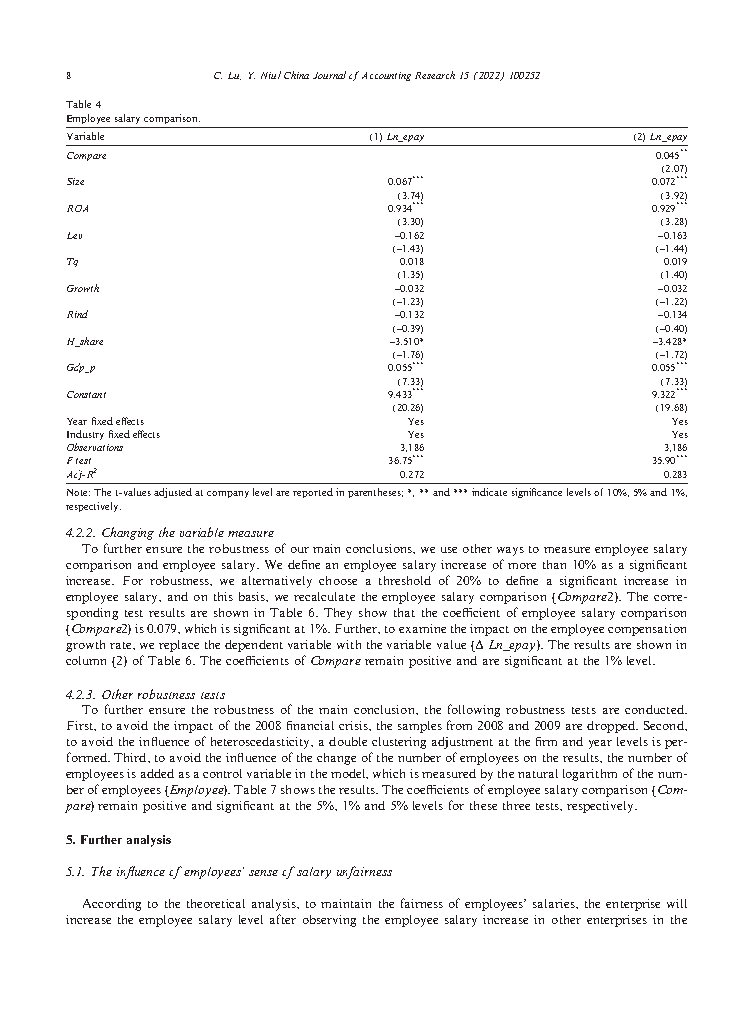 8 C. Lu, Y. Niu/China Journal of Accounting Research 15 (2022) 100252
Table 4
Employee salary comparison.
Variable (1) Ln_epay (2) Ln_epay
Compare 0.045**
(2.07)
Size 0.067*** 0.072***
(3.74) (3.92)
ROA 0.934*** 0.929***
(3.30) (3.28)
Lev –0.162 –0.163
(–1.43) (–1.44)
Tq 0.018 0.019
(1.35) (1.40)
Growth –0.032 –0.032
(–1.23) (–1.22)
Rind –0.132 –0.134
(–0.39) (–0.40)
H_share –3.510* –3.428*
(–1.76) (–1.72)
Gdp_p 0.055*** 0.055***
(7.33) (7.33)
Constant 9.433*** 9.322***
(20.26) (19.68)
Year fixed effects Yes Yes
Industry fixed effects Yes Yes
Observations 3,186 3,186
F test 36.75*** 35.90***
Adj-R² 0.272 0.283
Note: The t-values adjusted at company level are reported in parentheses; *, ** and *** indicate significance levels of 10%, 5% and 1%,
respectively.
4.2.2. Changing the variable measure
To further ensure the robustness of our main conclusions, we use other ways to measure employee salary
comparison and employee salary. We define an employee salary increase of more than 10% as a significant
increase. For robustness, we alternatively choose a threshold of 20% to define a significant increase in
employee salary, and on this basis, we recalculate the employee salary comparison (Compare2). The corre-
sponding test results are shown in Table 6. They show that the coefficient of employee salary comparison
(Compare2) is 0.079, which is significant at 1%. Further, to examine the impact on the employee compensation
growth rate, we replace the dependent variable with the variable value (Δ Ln_epay). The results are shown in
column (2) of Table 6. The coefficients of Compare remain positive and are significant at the 1% level.
4.2.3. Other robustness tests
To further ensure the robustness of the main conclusion, the following robustness tests are conducted.
First, to avoid the impact of the 2008 financial crisis, the samples from 2008 and 2009 are dropped. Second,
to avoid the influence of heteroscedasticity, a double clustering adjustment at the firm and year levels is per-
formed. Third, to avoid the influence of the change of the number of employees on the results, the number of
employees is added as a control variable in the model, which is measured by the natural logarithm of the num-
ber of employees (Employee). Table 7 shows the results. The coefficients of employee salary comparison (Com-
pare) remain positive and significant at the 5%, 1% and 5% levels for these three tests, respectively.
5. Further analysis
5.1. The influence of employees' sense of salary unfairness
According to the theoretical analysis, to maintain the fairness of employees' salaries, the enterprise will
increase the employee salary level after observing the employee salary increase in other enterprises in the